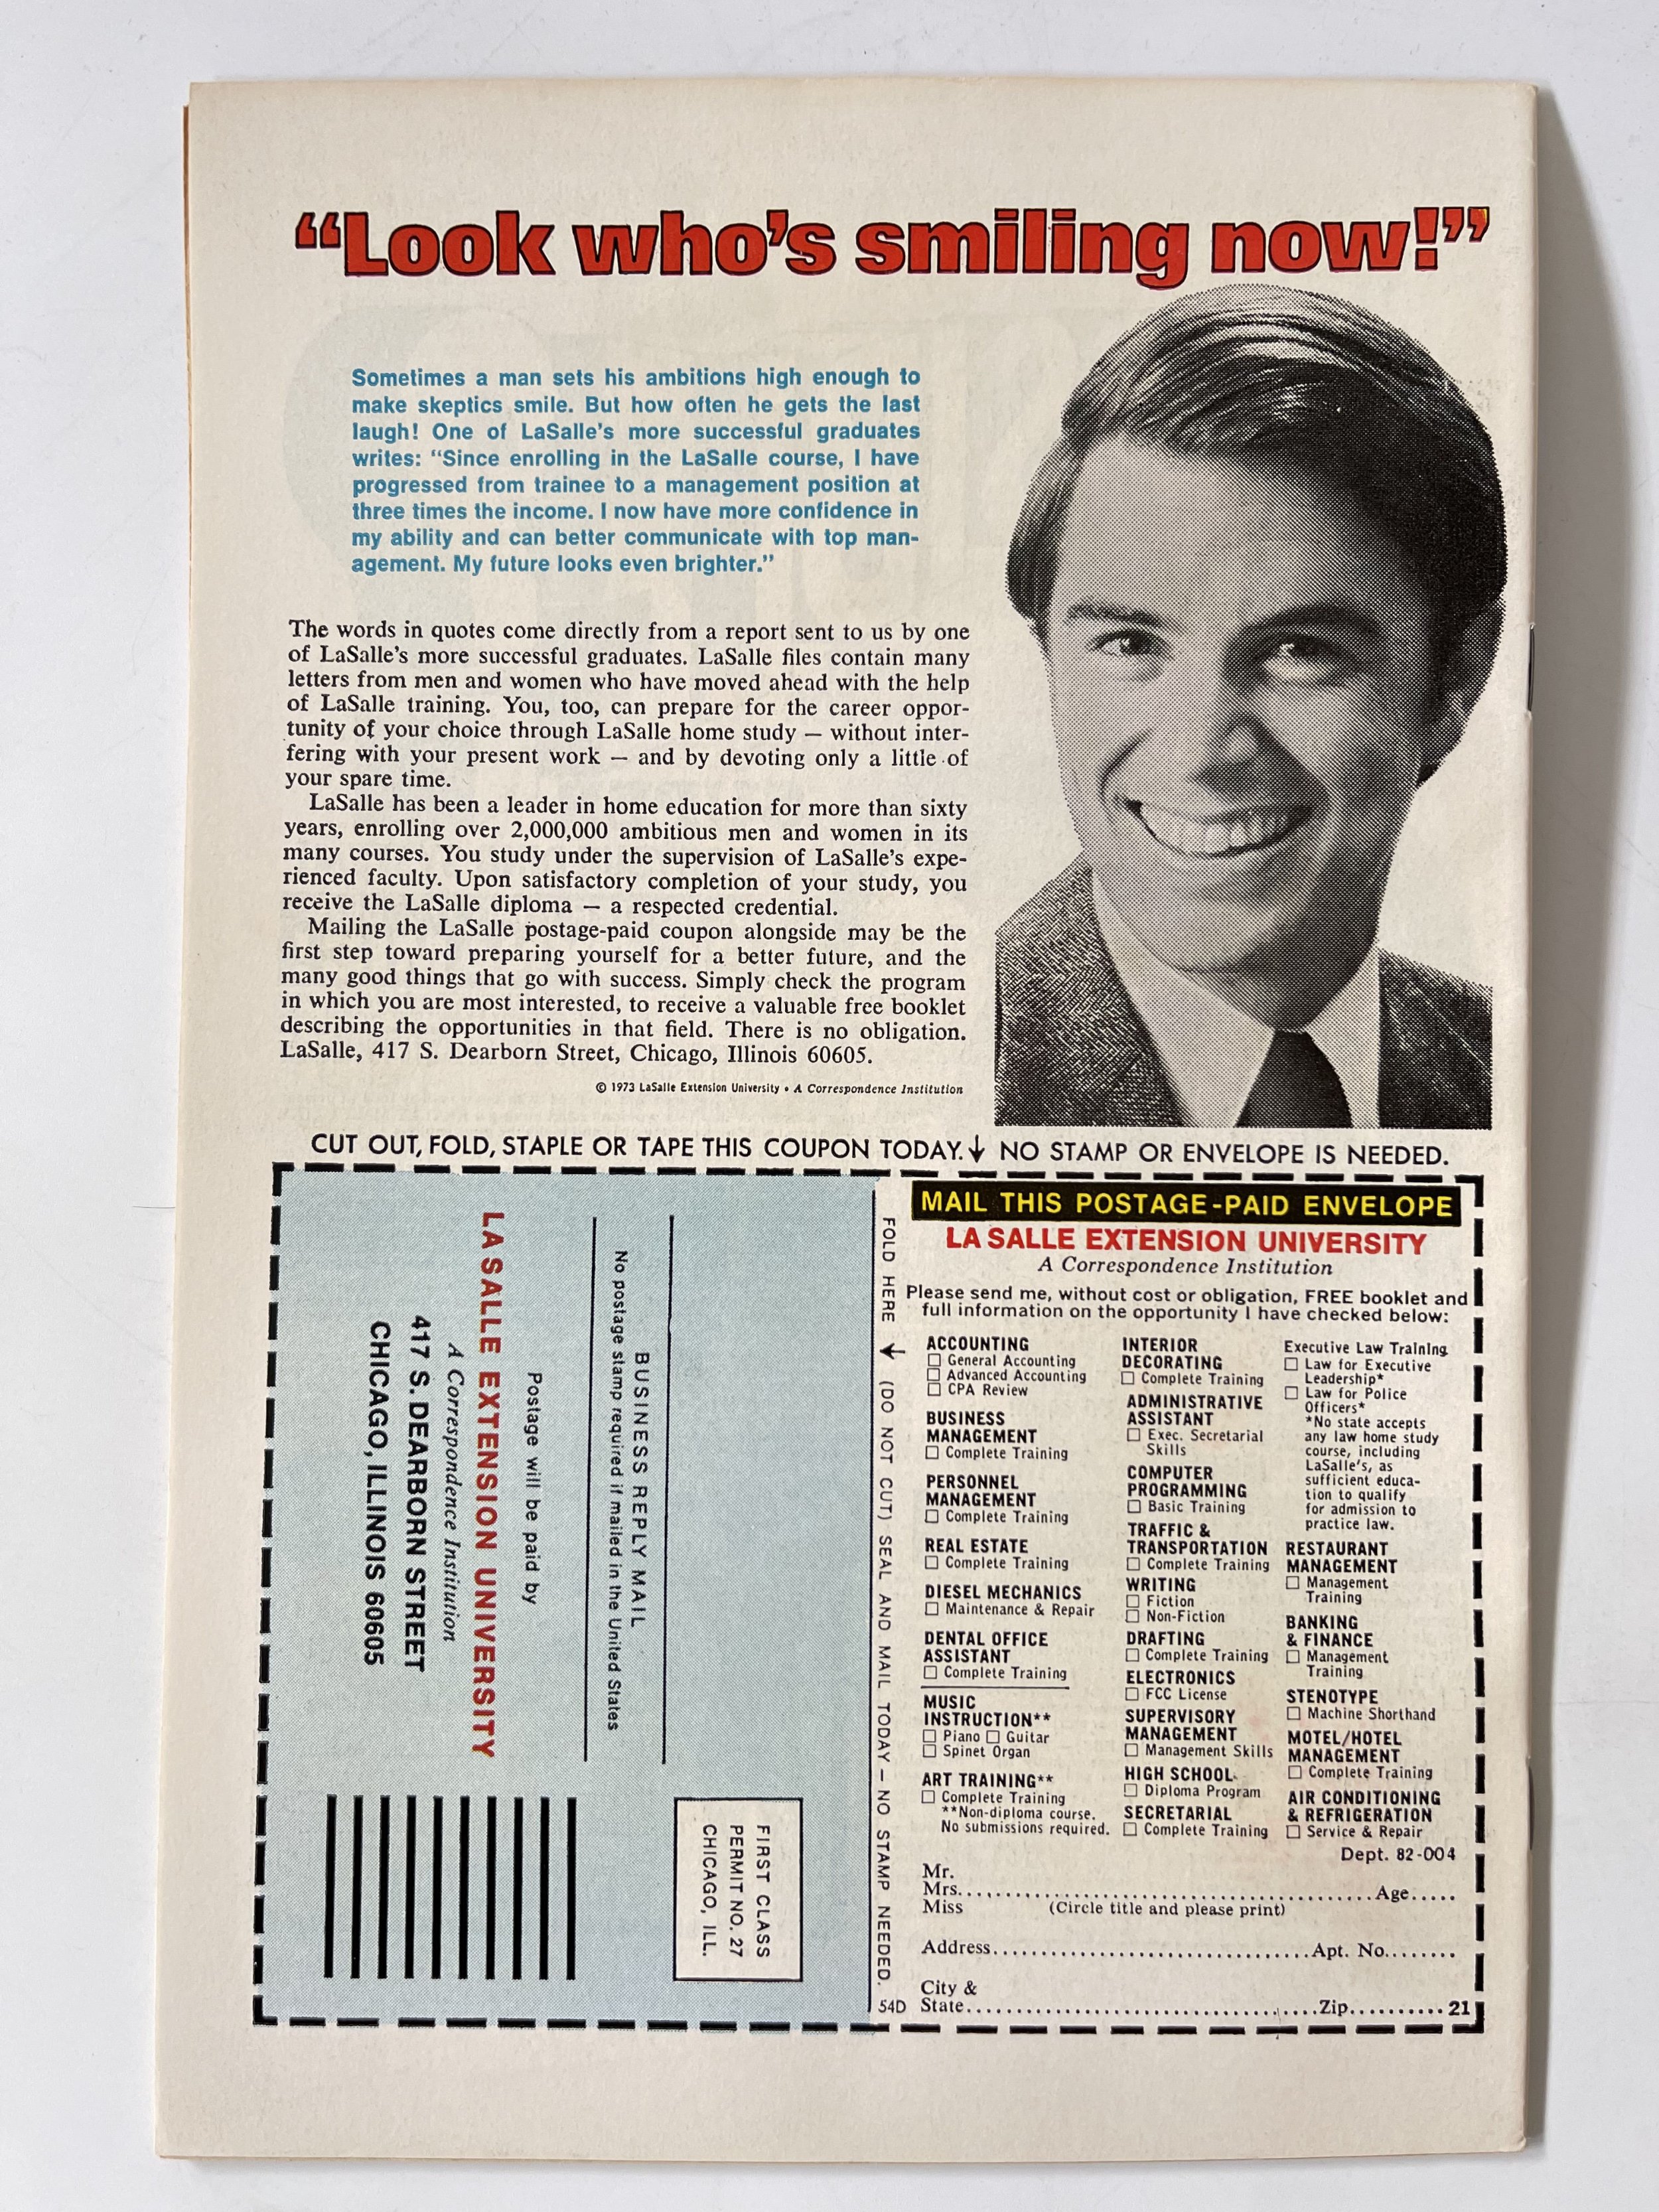 “Look who’s smiling now!”
Sometimes a man sets his ambitions high enough to
make skeptics smile. But how often he gets the last
laugh! One of LaSalle’s more successful graduates
writes: “Since enrolling in the LaSalle course, I have
progressed from trainee to a management position at
three times the income. I now have more confidence in
my ability and can better communicate with top man-
agement. My future looks even brighter.”
The words in quotes come directly from a report sent to us by one
of LaSalle’s more successful graduates. LaSalle files contain many
letters from men and women who have moved ahead with the help
of LaSalle training. You, too, can prepare for the career oppor-
tunity of your choice through LaSalle home study — without inter-
fering with your present work — and by devoting only a little of
your spare time.
LaSalle has been a leader in home education for more than sixty
years, enrolling over 2,000,000 ambitious men and women in its
many courses. You study under the supervision of LaSalle’s expe-
rienced faculty. Upon satisfactory completion of your study, you
receive the LaSalle diploma — a respected credential.
Mailing the LaSalle postage-paid coupon alongside may be the
first step toward preparing yourself for a better future, and the
many good things that go with success. Simply check the program
in which you are most interested, to receive a valuable free booklet
describing the opportunities in that field. There is no obligation.
LaSalle, 417 S. Dearborn Street, Chicago, Illinois 60605.
© 1973 LaSalle Extension University • A Correspondence Institution
CUT OUT, FOLD, STAPLE OR TAPE THIS COUPON TODAY. ↓ NO STAMP OR ENVELOPE IS NEEDED.
FIRST CLASS
PERMIT NO. 27
CHICAGO, ILL.
BUSINESS REPLY MAIL
No postage stamp required if mailed in the United States
Postage will be paid by
LA SALLE EXTENSION UNIVERSITY
A Correspondence Institution
417 S. DEARBORN STREET
CHICAGO, ILLINOIS 60605
FOLD HERE ↓ (DO NOT CUT) SEAL AND MAIL TODAY — NO STAMP NEEDED.
54D
MAIL THIS POSTAGE-PAID ENVELOPE
LA SALLE EXTENSION UNIVERSITY
A Correspondence Institution
Please send me, without cost or obligation, FREE booklet and
full information on the opportunity I have checked below:
ACCOUNTING
☐ General Accounting
☐ Advanced Accounting
☐ CPA Review
BUSINESS
MANAGEMENT
☐ Complete Training
PERSONNEL
MANAGEMENT
☐ Complete Training
REAL ESTATE
☐ Complete Training
DIESEL MECHANICS
☐ Maintenance & Repair
DENTAL OFFICE
ASSISTANT
☐ Complete Training
MUSIC
INSTRUCTION**
☐ Piano ☐ Guitar
☐ Spinet Organ
ART TRAINING**
☐ Complete Training
**Non-diploma course.
No submissions required.
INTERIOR
DECORATING
☐ Complete Training
ADMINISTRATIVE
ASSISTANT
☐ Exec. Secretarial
Skills
COMPUTER
PROGRAMMING
☐ Basic Training
TRAFFIC &
TRANSPORTATION
☐ Complete Training
WRITING
☐ Fiction
☐ Non-Fiction
DRAFTING
☐ Complete Training
ELECTRONICS
☐ FCC License
SUPERVISORY
MANAGEMENT
☐ Management Skills
HIGH SCHOOL
☐ Diploma Program
SECRETARIAL
☐ Complete Training
Executive Law Training
☐ Law for Executive
Leadership*
☐ Law for Police
Officers*
*No state accepts
any law home study
course, including
LaSalle’s, as
sufficient educa-
tion to qualify
for admission to
practice law.
RESTAURANT
MANAGEMENT
☐ Management
Training
BANKING
& FINANCE
☐ Management
Training
STENOTYPE
☐ Machine Shorthand
MOTEL/HOTEL
MANAGEMENT
☐ Complete Training
AIR CONDITIONING
& REFRIGERATION
☐ Service & Repair
Dept. 82-004
Mr.
Mrs. ........................................ Age.....
Miss (Circle title and please print)
Address................................ Apt. No........
City &
State................................... Zip.......... 21